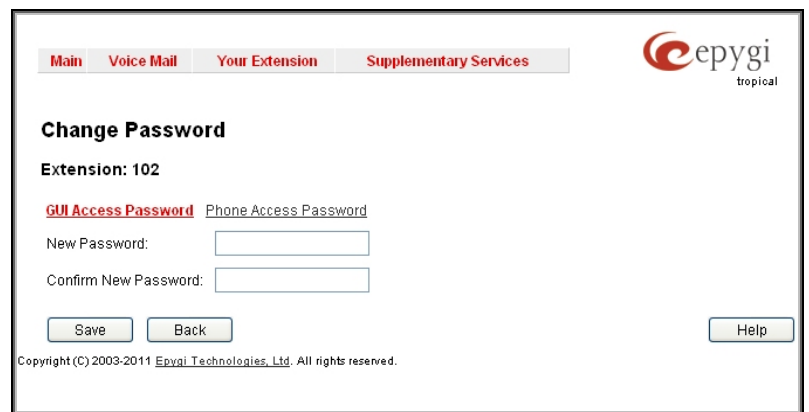 Main Voice Mail Your Extension Supplementary Services
epygi
tropical
Change Password
Extension: 102
GUI Access Password Phone Access Password
New Password:
Confirm New Password:
Save Back Help
Copyright (C) 2003-2011 Epygi Technologies, Ltd. All rights reserved.